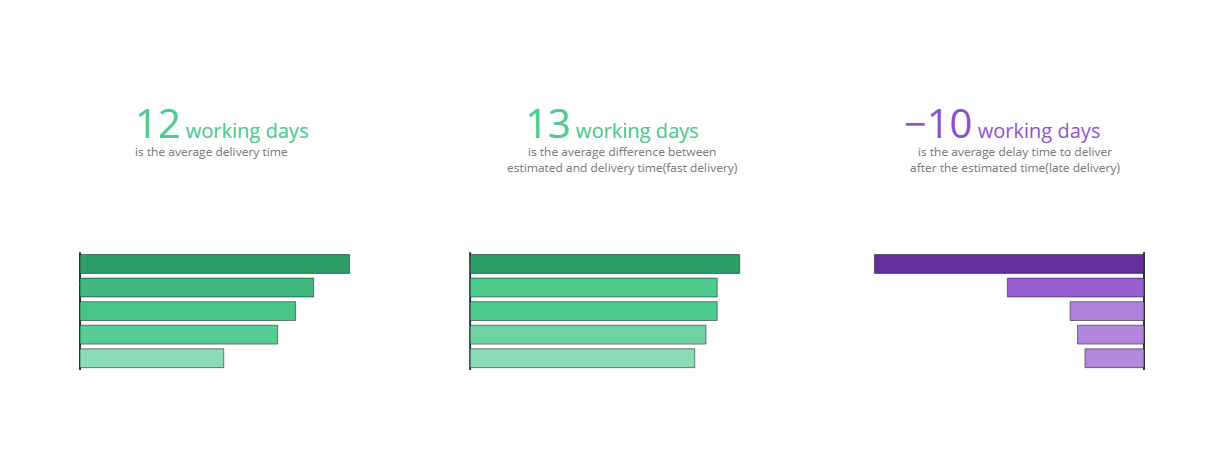 12 working days
is the average delivery time
13 working days
is the average difference between
estimated and delivery time(fast delivery)
−10 working days
is the average delay time to deliver
after the estimated time(late delivery)